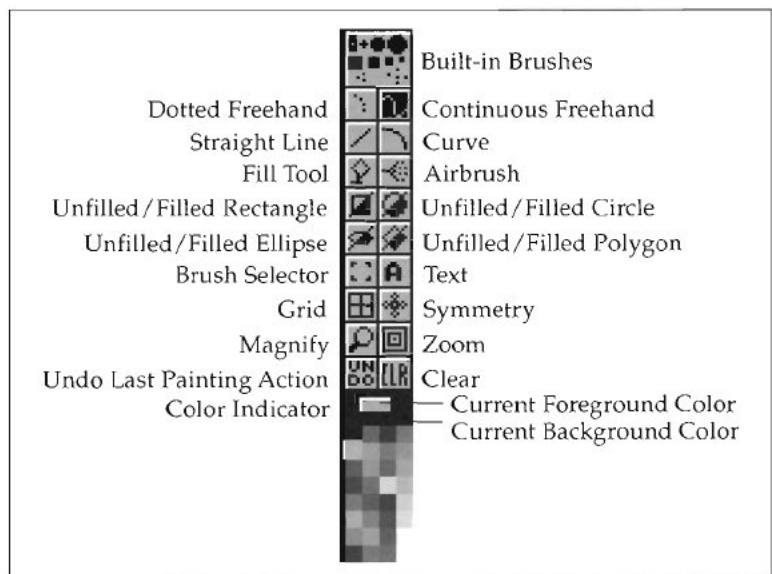 Built-in Brushes
Dotted Freehand Continuous Freehand
Straight Line Curve
Fill Tool Airbrush
Unfilled/Filled Rectangle Unfilled/Filled Circle
Unfilled/Filled Ellipse Unfilled/Filled Polygon
Brush Selector A Text
Grid Symmetry
Magnify Zoom
Undo Last Painting Action UNDO CLR Clear
Color Indicator Current Foreground Color
Current Background Color